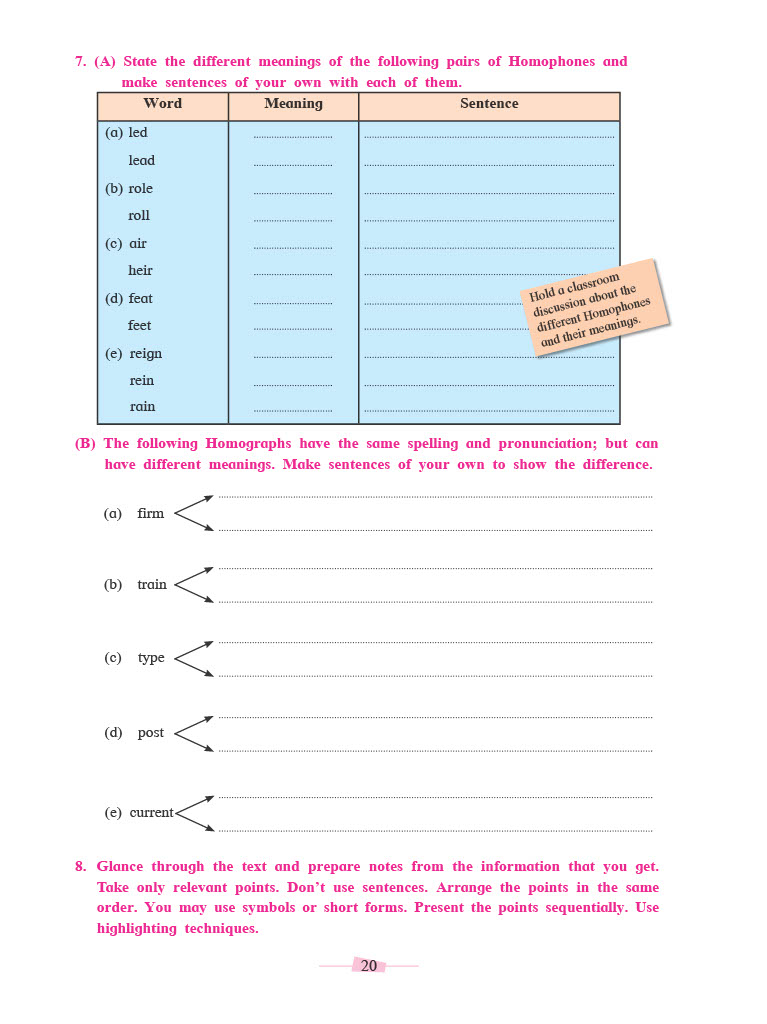 7. (A) State the different meanings of the following pairs of Homophones and
make sentences of your own with each of them.
Word Meaning Sentence
(a) led
lead
(b) role
roll
(c) air
heir
(d) feat
feet
(e) reign
rein
rain
Hold a classroom
discussion about the
different Homophones
and their meanings.
(B) The following Homographs have the same spelling and pronunciation; but can
have different meanings. Make sentences of your own to show the difference.
(a) firm
(b) train
(c) type
(d) post
(e) current
8. Glance through the text and prepare notes from the information that you get.
Take only relevant points. Don't use sentences. Arrange the points in the same
order. You may use symbols or short forms. Present the points sequentially. Use
highlighting techniques.
20